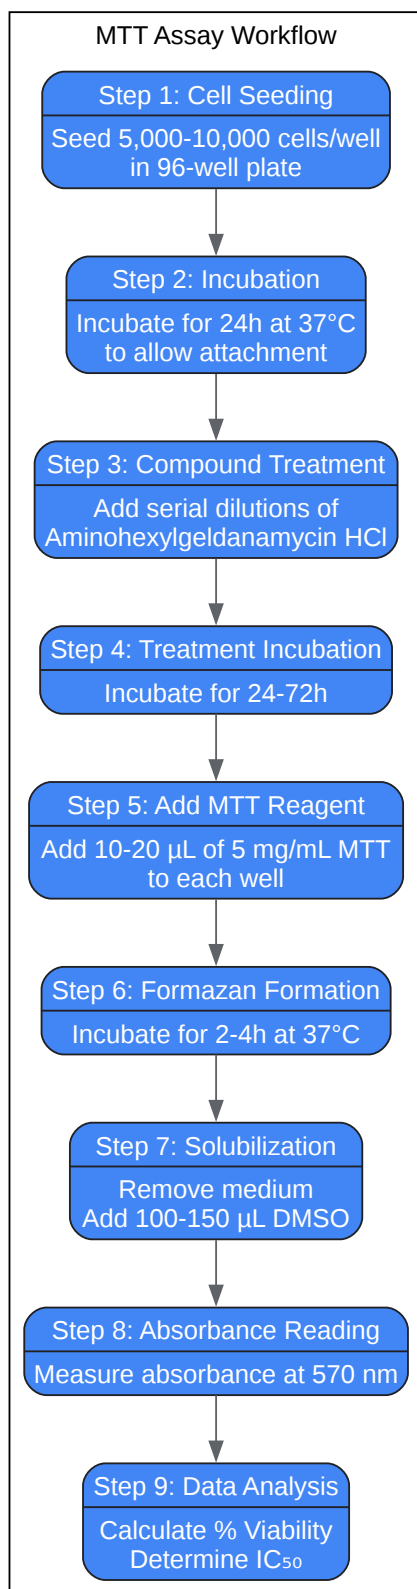 MTT Assay Workflow
Step 1: Cell Seeding
Seed 5,000-10,000 cells/well
in 96-well plate
Step 2: Incubation
Incubate for 24h at 37°C
to allow attachment
Step 3: Compound Treatment
Add serial dilutions of
Aminohexylgeldanamycin HCl
Step 4: Treatment Incubation
Incubate for 24-72h
Step 5: Add MTT Reagent
Add 10-20 µL of 5 mg/mL MTT
to each well
Step 6: Formazan Formation
Incubate for 2-4h at 37°C
Step 7: Solubilization
Remove medium
Add 100-150 µL DMSO
Step 8: Absorbance Reading
Measure absorbance at 570 nm
Step 9: Data Analysis
Calculate % Viability
Determine IC₅₀